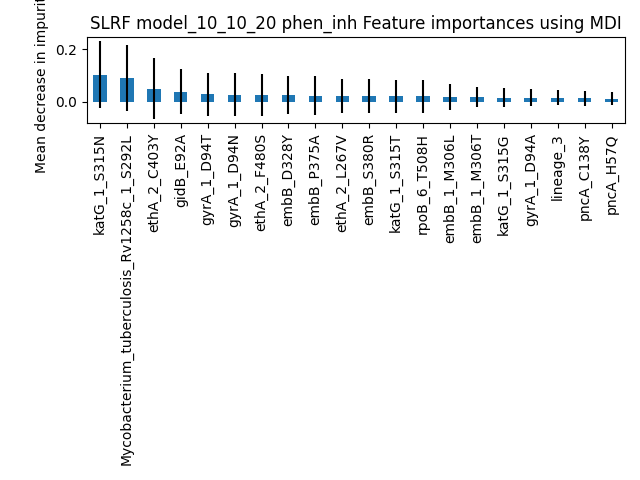 SLRF model_10_10_20 phen_inh Feature importances using MDI
Mean decrease in impuri
0.2
0.0
katG_1_S315N
Mycobacterium_tuberculosis_Rv1258c_1_S292L
ethA_2_C403Y
gidB_E92A
gyrA_1_D94T
gyrA_1_D94N
ethA_2_F480S
embB_D328Y
embB_P375A
ethA_2_L267V
embB_S380R
katG_1_S315T
rpoB_6_T508H
embB_1_M306L
embB_1_M306T
katG_1_S315G
gyrA_1_D94A
lineage_3
pncA_C138Y
pncA_H57Q